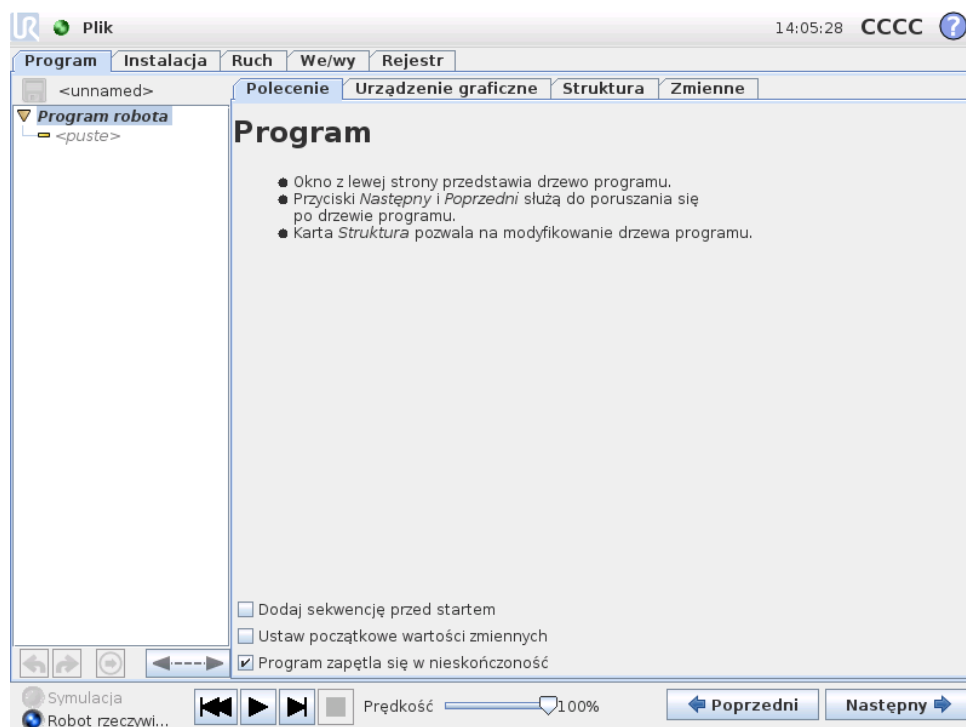 UR Plik 14:05:28 CCCC ?
Program Instalacja Ruch We/wy Rejestr
<unnamed> Polecenie Urządzenie graficzne Struktura Zmienne
Program robota
<puste>
Program
Okno z lewej strony przedstawia drzewo programu.
Przyciski Następny i Poprzedni służą do poruszania się
po drzewie programu.
Karta Struktura pozwala na modyfikowanie drzewa programu.
Dodaj sekwencję przed startem
Ustaw początkowe wartości zmiennych
Program zapętla się w nieskończoność
Symulacja
Robot rzeczywi...
Prędkość 100% Poprzedni Następny